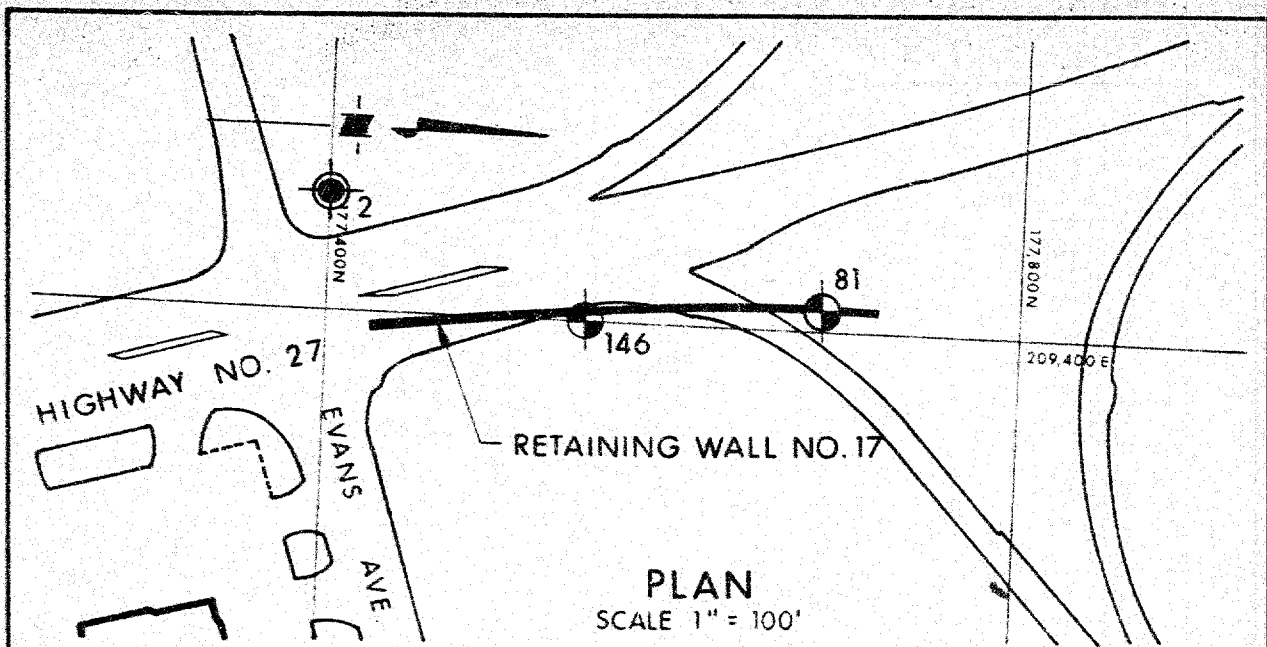 2
177,400N
81
177,800N
146
209,400 E
HIGHWAY NO. 27
EVANS AVE.
RETAINING WALL NO. 17
PLAN
SCALE 1" = 100'